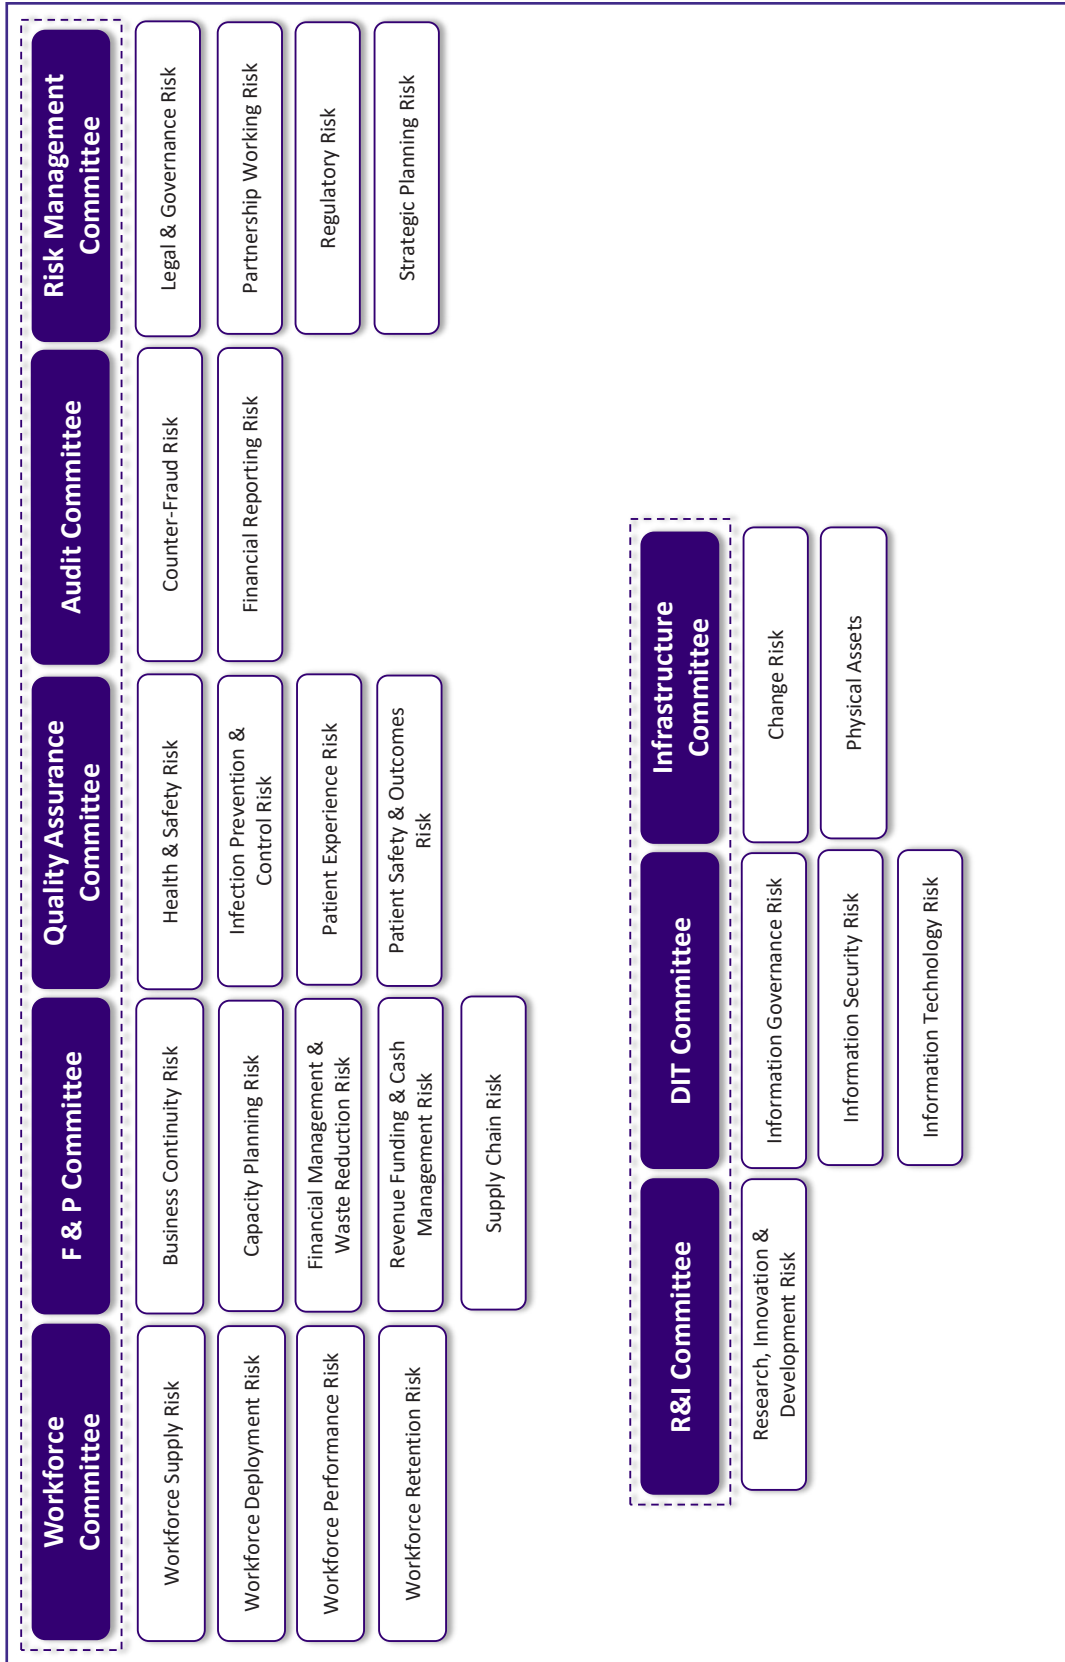 Workforce
Committee
Workforce Supply Risk
Workforce Deployment Risk
Workforce Performance Risk
Workforce Retention Risk
F & P Committee
Business Continuity Risk
Capacity Planning Risk
Financial Management &
Waste Reduction Risk
Revenue Funding & Cash
Management Risk
Supply Chain Risk
Quality Assurance
Committee
Health & Safety Risk
Infection Prevention &
Control Risk
Patient Experience Risk
Patient Safety & Outcomes
Risk
Audit Committee
Counter-Fraud Risk
Financial Reporting Risk
Risk Management
Committee
Legal & Governance Risk
Partnership Working Risk
Regulatory Risk
Strategic Planning Risk
R&I Committee
Research, Innovation &
Development Risk
DIT Committee
Information Governance Risk
Information Security Risk
Information Technology Risk
Infrastructure
Committee
Change Risk
Physical Assets